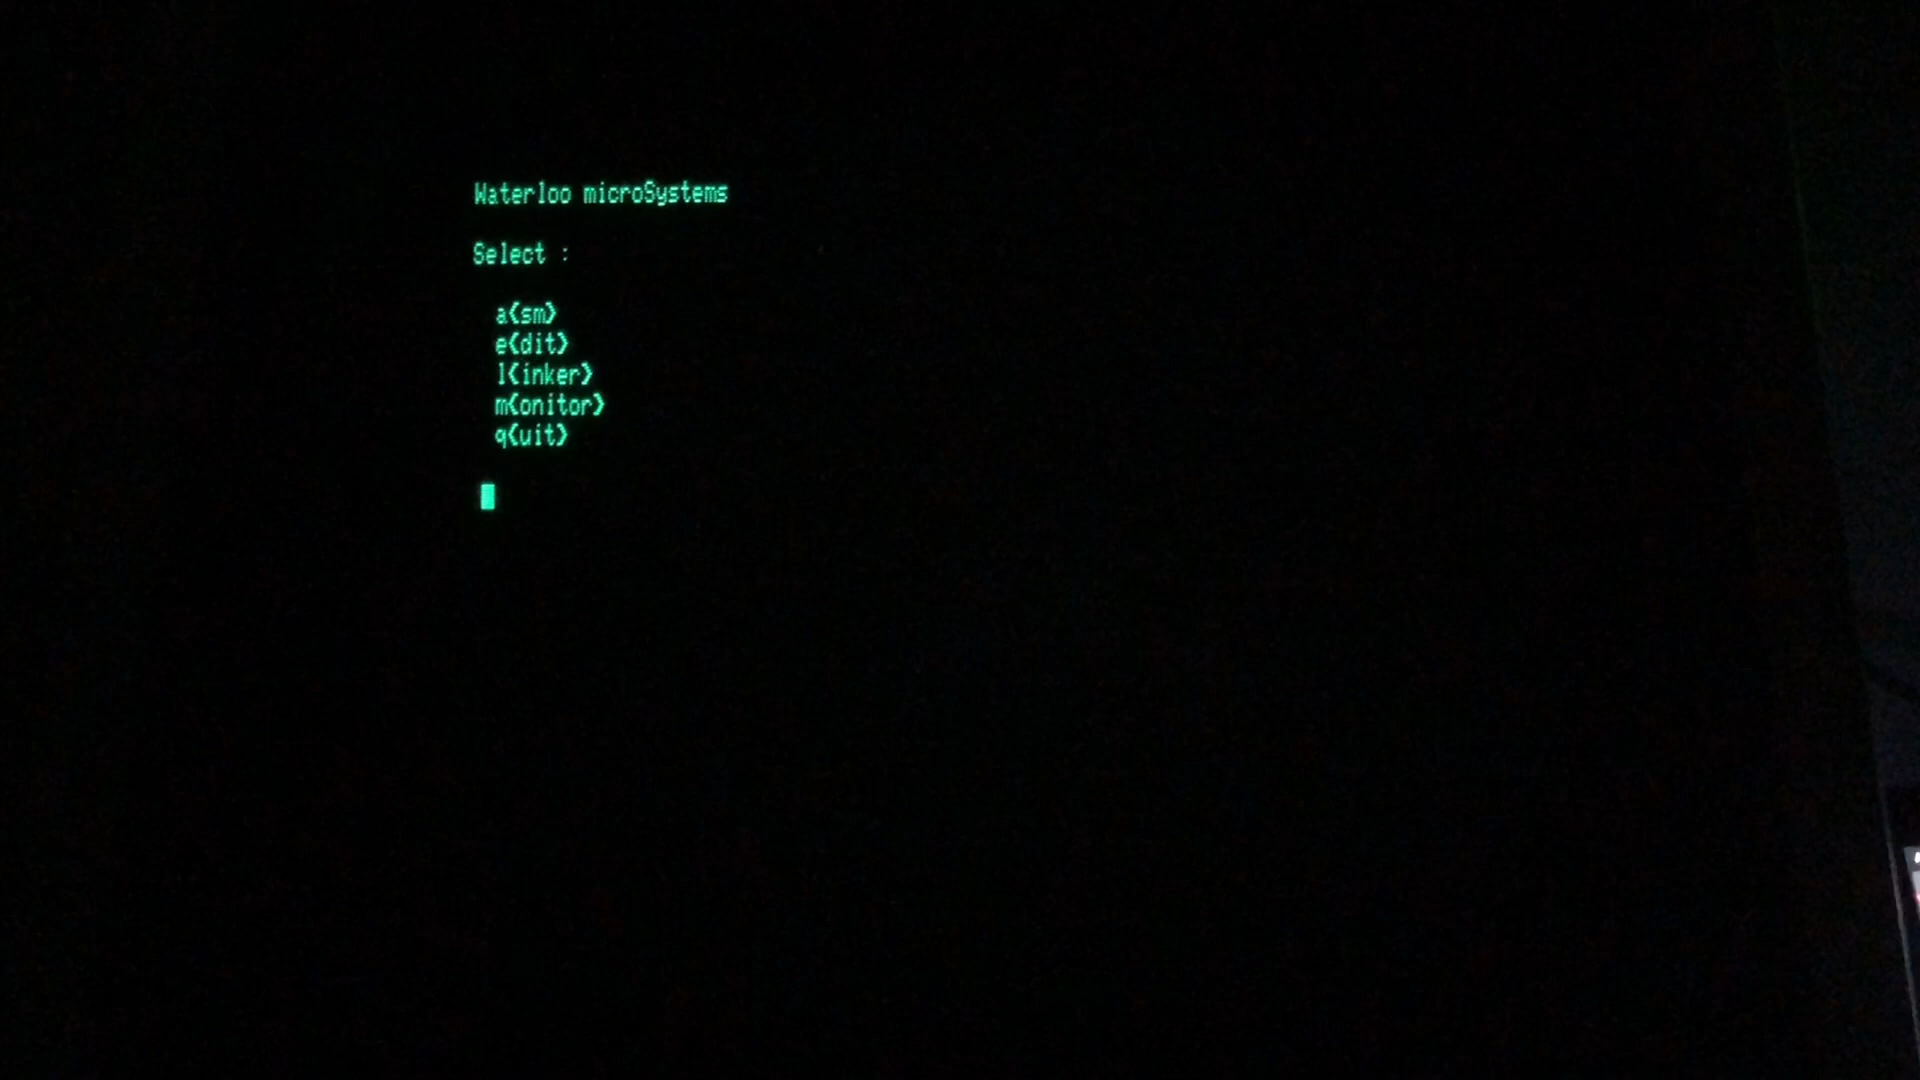 Waterloo microSystems
Select :
a{sm}
e{dit}
l{inker}
m{onitor}
q{uit}